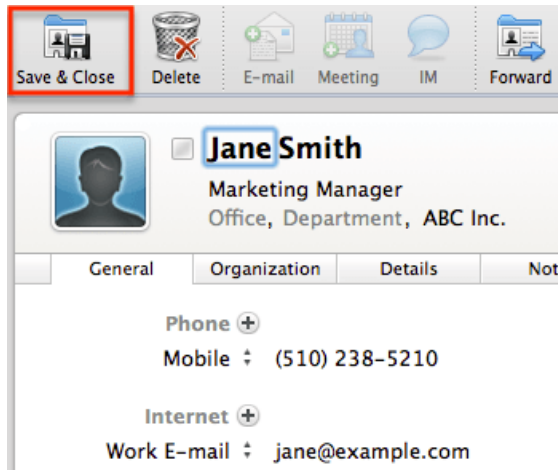 Save & Close Delete E-mail Meeting IM Forward
Jane Smith
Marketing Manager
Office, Department, ABC Inc.
General Organization Details Not
Phone
Mobile (510) 238-5210
Internet
Work E-mail jane@example.com